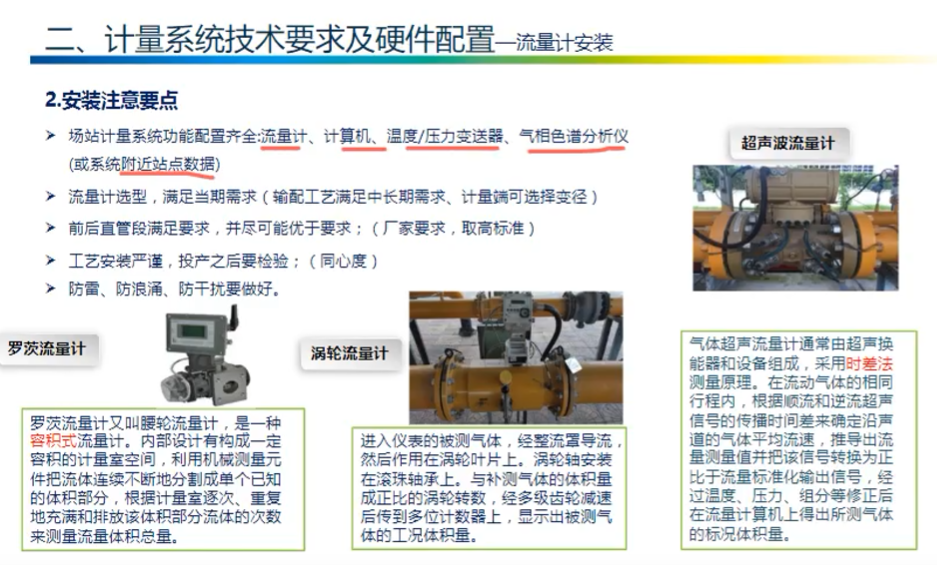 二、计量系统技术要求及硬件配置—流量计安装
2.安装注意要点
➤ 场站计量系统功能配置齐全:流量计、计算机、温度/压力变送器、气相色谱分析仪
(或系统附近站点数据)
➤ 流量计选型，满足当期需求（输配工艺满足中长期需求、计量端可选择变径）
➤ 前后直管段满足要求，并尽可能优于要求；（厂家要求，取高标准）
➤ 工艺安装严谨，投产之后要检验；（同心度）
➤ 防雷、防浪涌、防干扰要做好。
罗茨流量计
罗茨流量计又叫腰轮流量计，是一种
容积式流量计。内部设计有构成一定
容积的计量室空间，利用机械测量元
件把流体连续不断地分割成单个已知
的体积部分，根据计量室逐次、重复
地充满和排放该体积部分流体的次数
来测量流量体积总量。
涡轮流量计
进入仪表的被测气体，经整流罩导流，
然后作用在涡轮叶片上。涡轮轴安装
在滚珠轴承上。与补测气体的体积量
成正比的涡轮转数，经多级齿轮减速
后传到多位计数器上，显示出被测气
体的工况体积量。
超声波流量计
气体超声流量计通常由超声换
能器和设备组成，采用时差法
测量原理。在流动气体的相同
行程内，根据顺流和逆流超声
信号的传播时间差来确定沿声
道的气体平均流速，推导出流
量测量值并把该信号转换为正
比于流量标准化输出信号，经
过温度、压力、组分等修正后
在流量计算机上得出所测气体
的标况体积量。